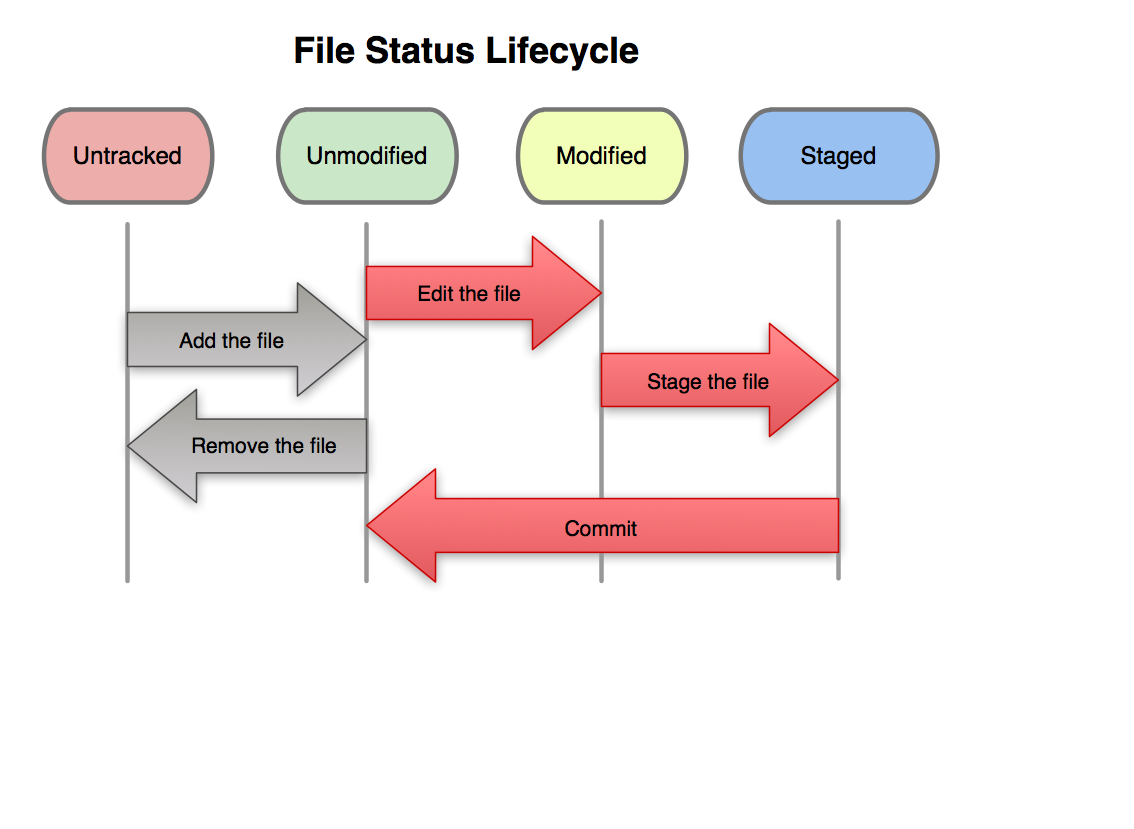 File Status Lifecycle
Untracked
Unmodified
Modified
Staged
Edit the file
Add the file
Stage the file
Remove the file
Commit